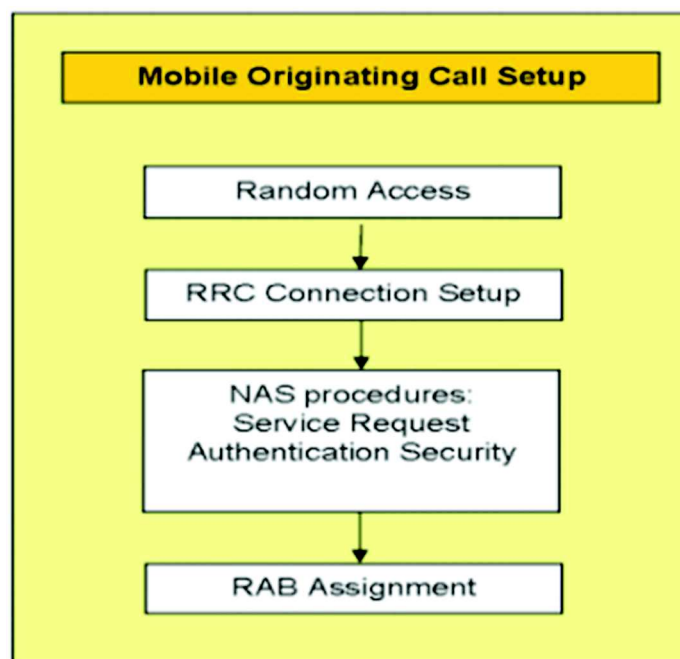 Mobile Originating Call Setup
Random Access
RRC Connection Setup
NAS procedures:
Service Request
Authentication Security
RAB Assignment